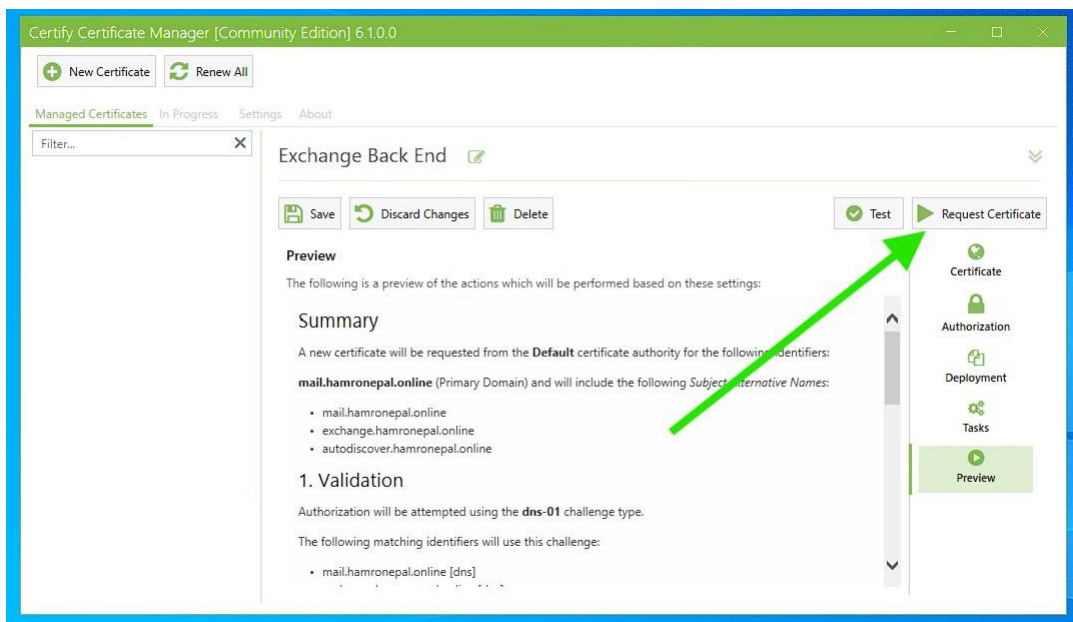 Certify Certificate Manager [Community Edition] 6.1.0.0
New Certificate
Renew All
Managed Certificates
In Progress
Settings
About
Filter...
Exchange Back End
Save
Discard Changes
Delete
Test
Request Certificate
Preview
The following is a preview of the actions which will be performed based on these settings:
Summary
A new certificate will be requested from the Default certificate authority for the following identifiers:
mail.hamronepal.online (Primary Domain) and will include the following Subject Alternative Names:
• mail.hamronepal.online
• exchange.hamronepal.online
• autodiscover.hamronepal.online
1. Validation
Authorization will be attempted using the dns-01 challenge type.
The following matching identifiers will use this challenge:
• mail.hamronepal.online [dns]
Certificate
Authorization
Deployment
Tasks
Preview